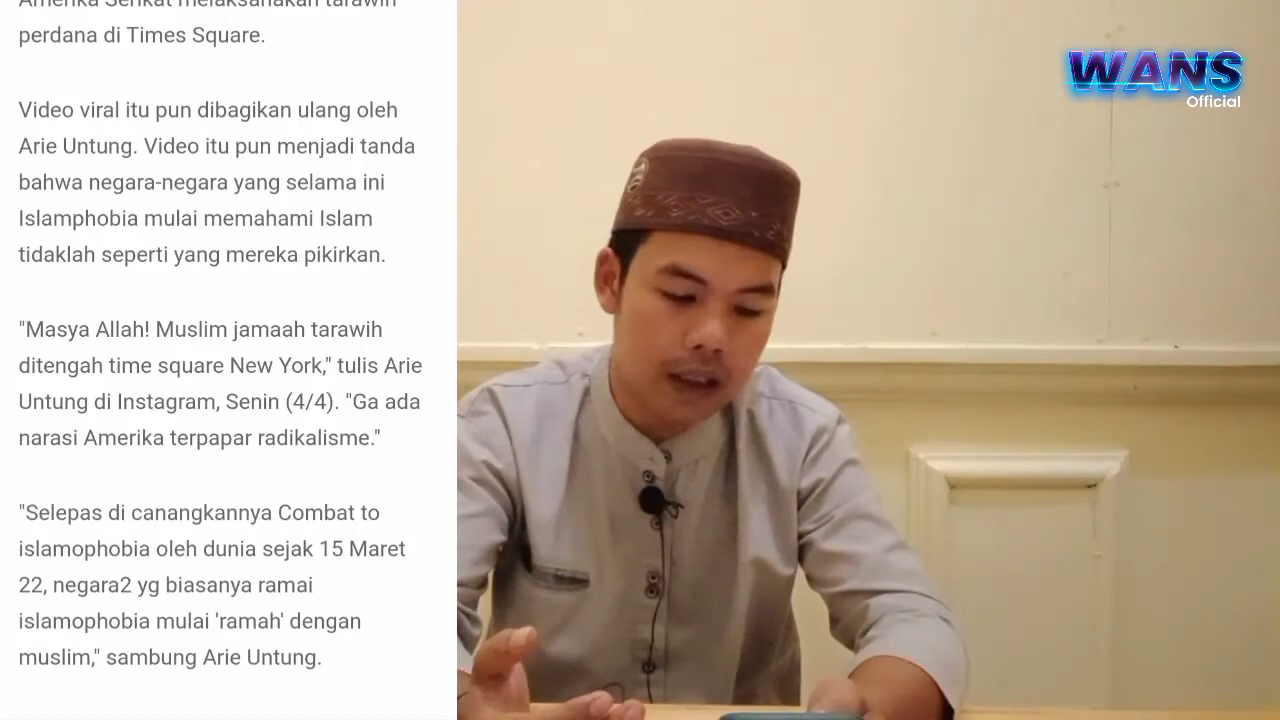 Amerika Serikat melaksanakan tarawih
perdana di Times Square.
Video viral itu pun dibagikan ulang oleh
Arie Untung. Video itu pun menjadi tanda
bahwa negara-negara yang selama ini
Islamphobia mulai memahami Islam
tidaklah seperti yang mereka pikirkan.
"Masya Allah! Muslim jamaah tarawih
ditengah time square New York," tulis Arie
Untung di Instagram, Senin (4/4). "Ga ada
narasi Amerika terpapar radikalisme."
"Selepas di canangkannya Combat to
islamophobia oleh dunia sejak 15 Maret
22, negara2 yg biasanya ramai
islamophobia mulai 'ramah' dengan
muslim," sambung Arie Untung.
WANS
Official